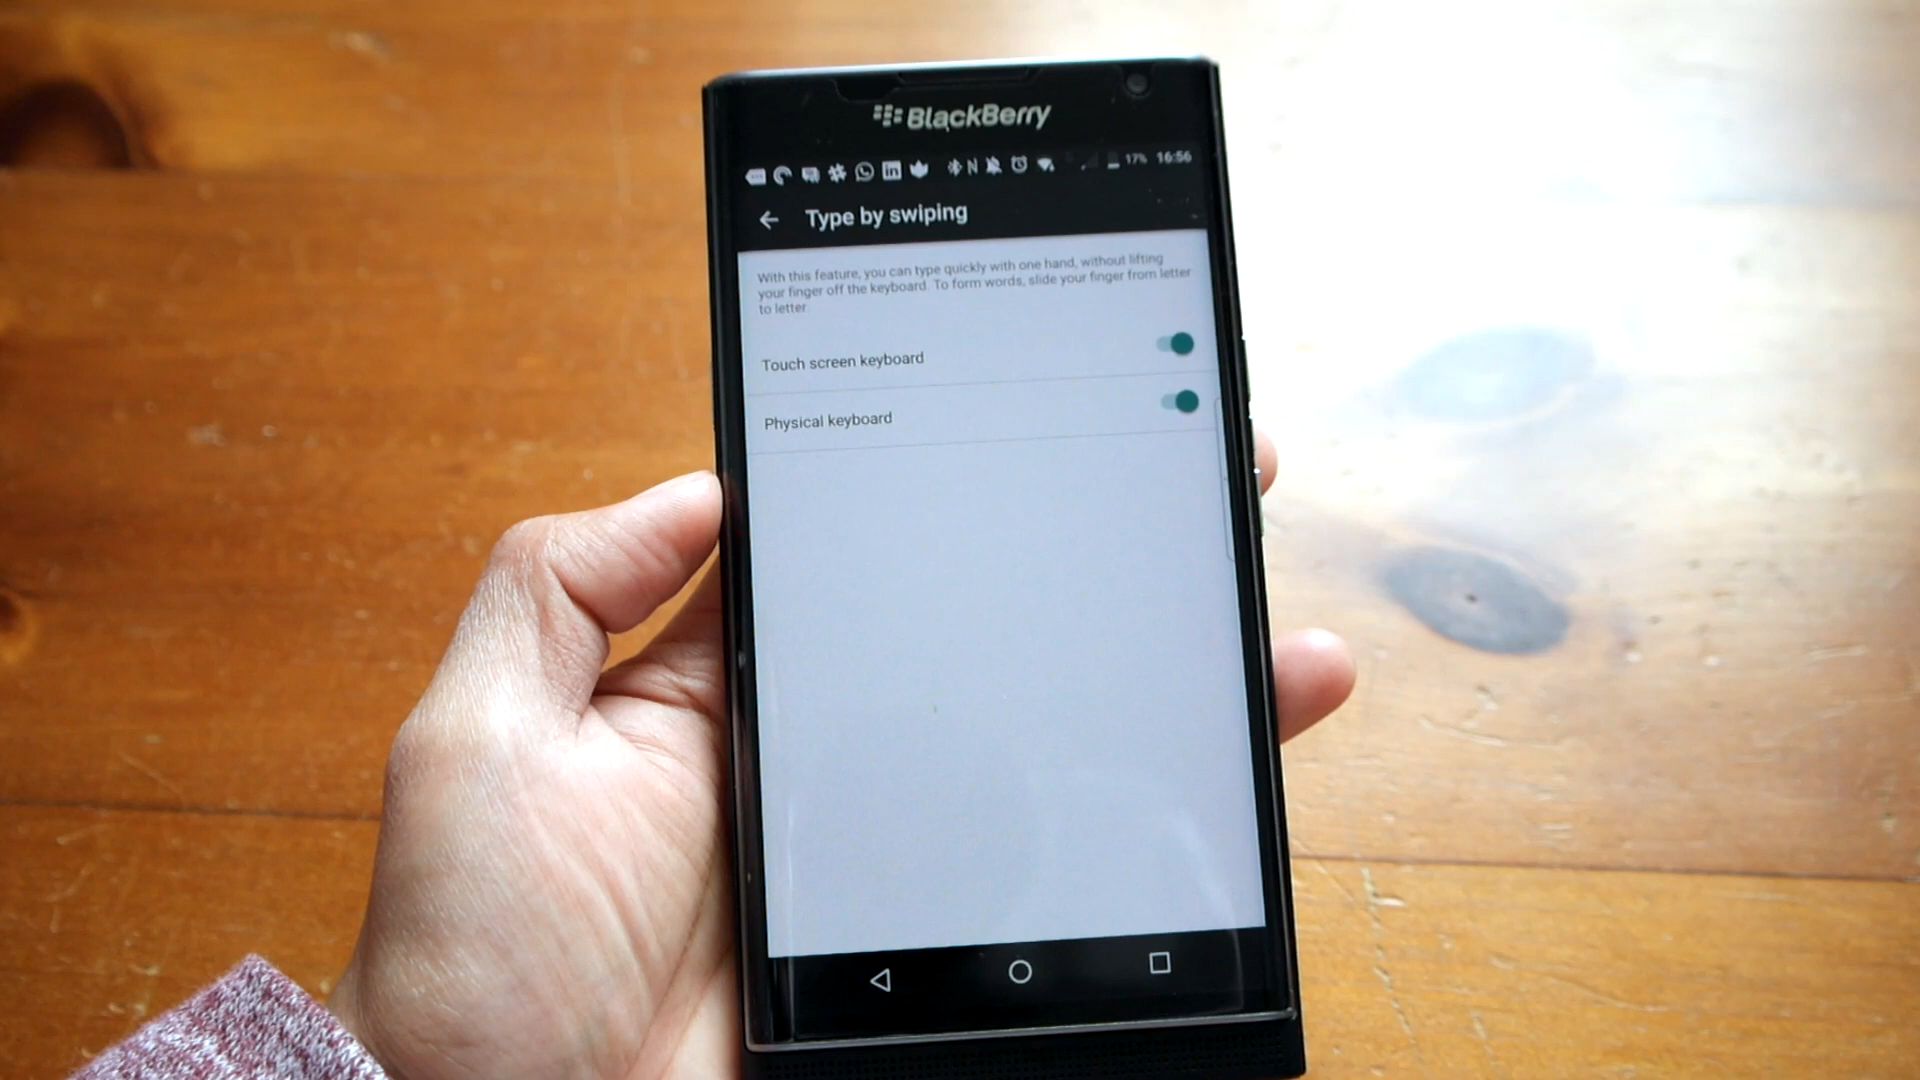 BlackBerry
17% 16:56
Type by swiping
With this feature, you can type quickly with one hand, without lifting
your finger off the keyboard. To form words, slide your finger from letter
to letter.
Touch screen keyboard
Physical keyboard